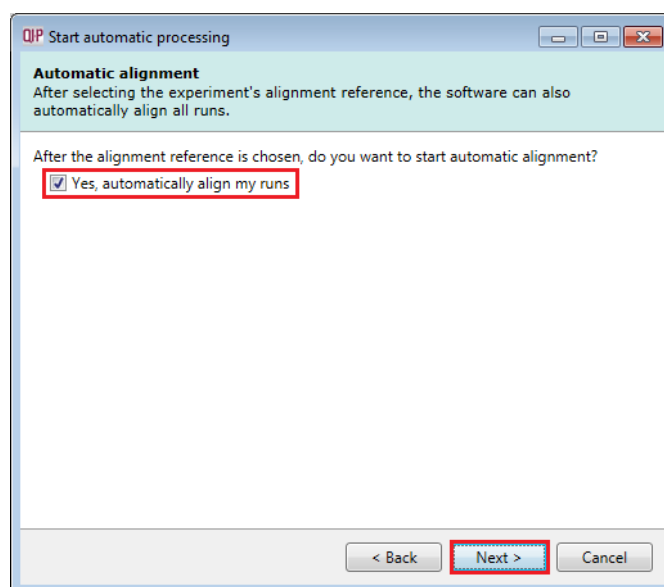 QIP Start automatic processing
Automatic alignment
After selecting the experiment's alignment reference, the software can also
automatically align all runs.
After the alignment reference is chosen, do you want to start automatic alignment?
Yes, automatically align my runs
< Back Next > Cancel